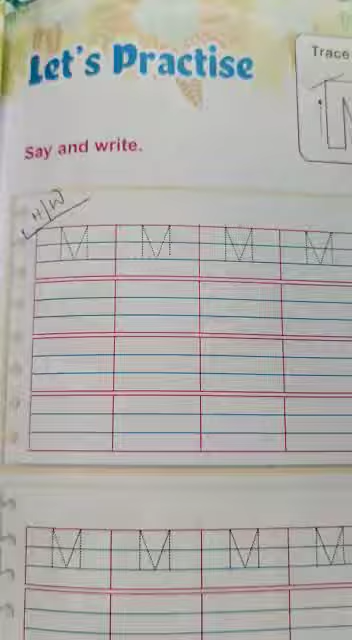 Let's Practise
Trace
Say and write.
H/W
M M M M
M M M M